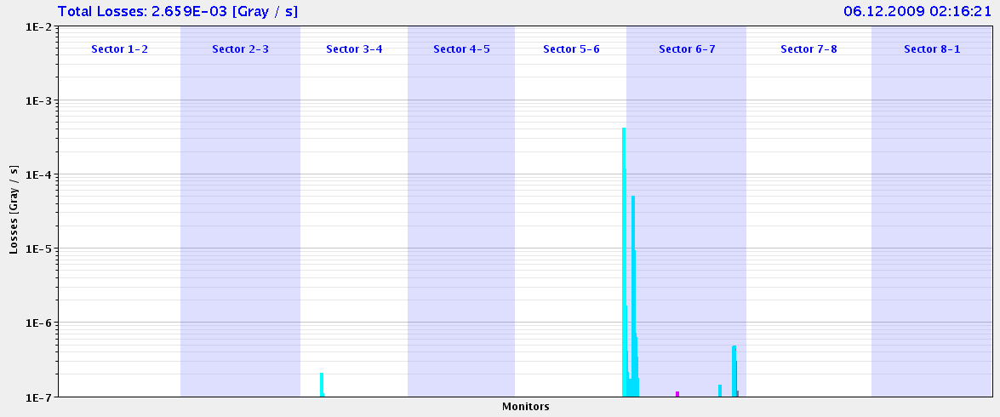 Total Losses: 2.659E-03 [Gray / s] 06.12.2009 02:16:21
1E-2
Sector 1-2 Sector 2-3 Sector 3-4 Sector 4-5 Sector 5-6 Sector 6-7 Sector 7-8 Sector 8-1
1E-3
1E-4
Losses [Gray / s]
1E-5
1E-6
1E-7
Monitors